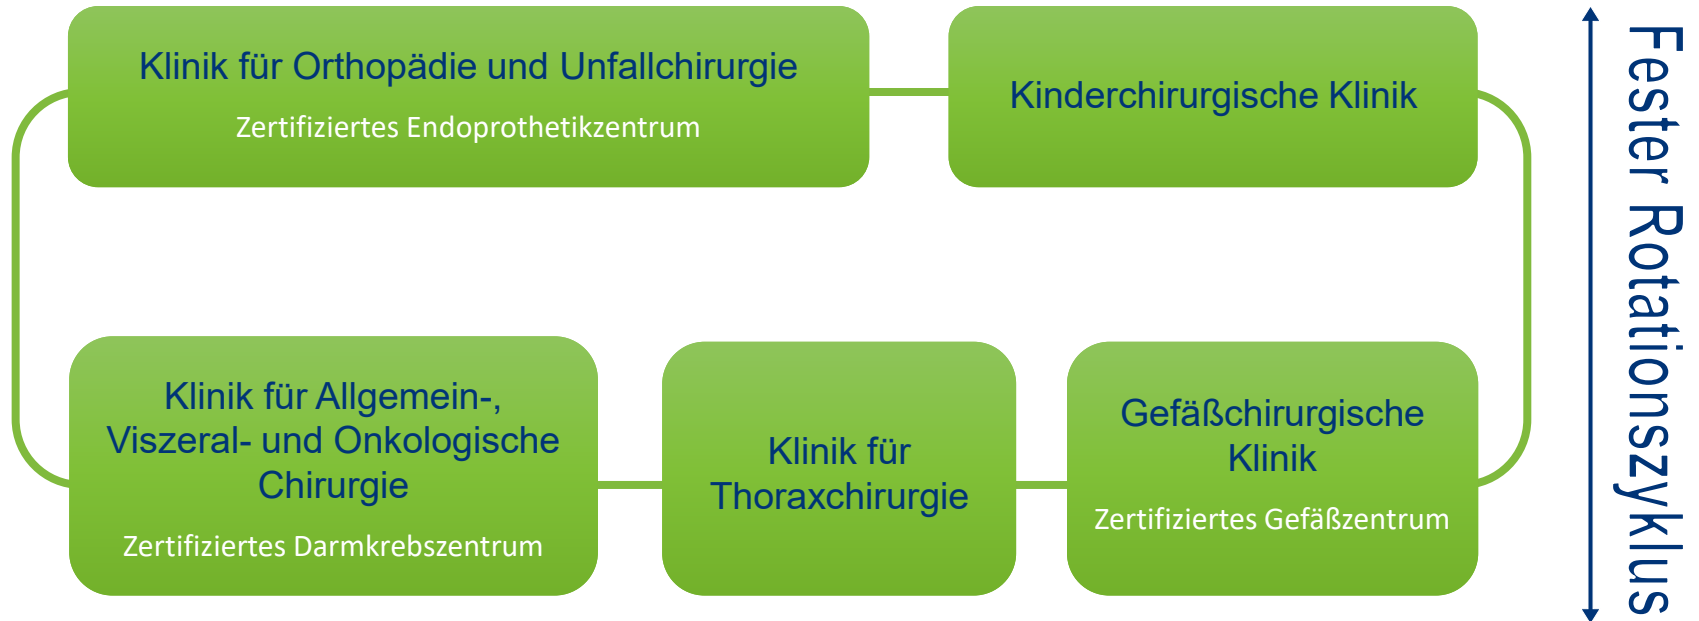 Klinik für Orthopädie und Unfallchirurgie
Zertifiziertes Endoprothetikzentrum
Kinderchirurgische Klinik
Klinik für Allgemein-,
Viszeral- und Onkologische
Chirurgie
Zertifiziertes Darmkrebszentrum
Klinik für
Thoraxchirurgie
Gefäßchirurgische
Klinik
Zertifiziertes Gefäßzentrum
Fester Rotationszyklus